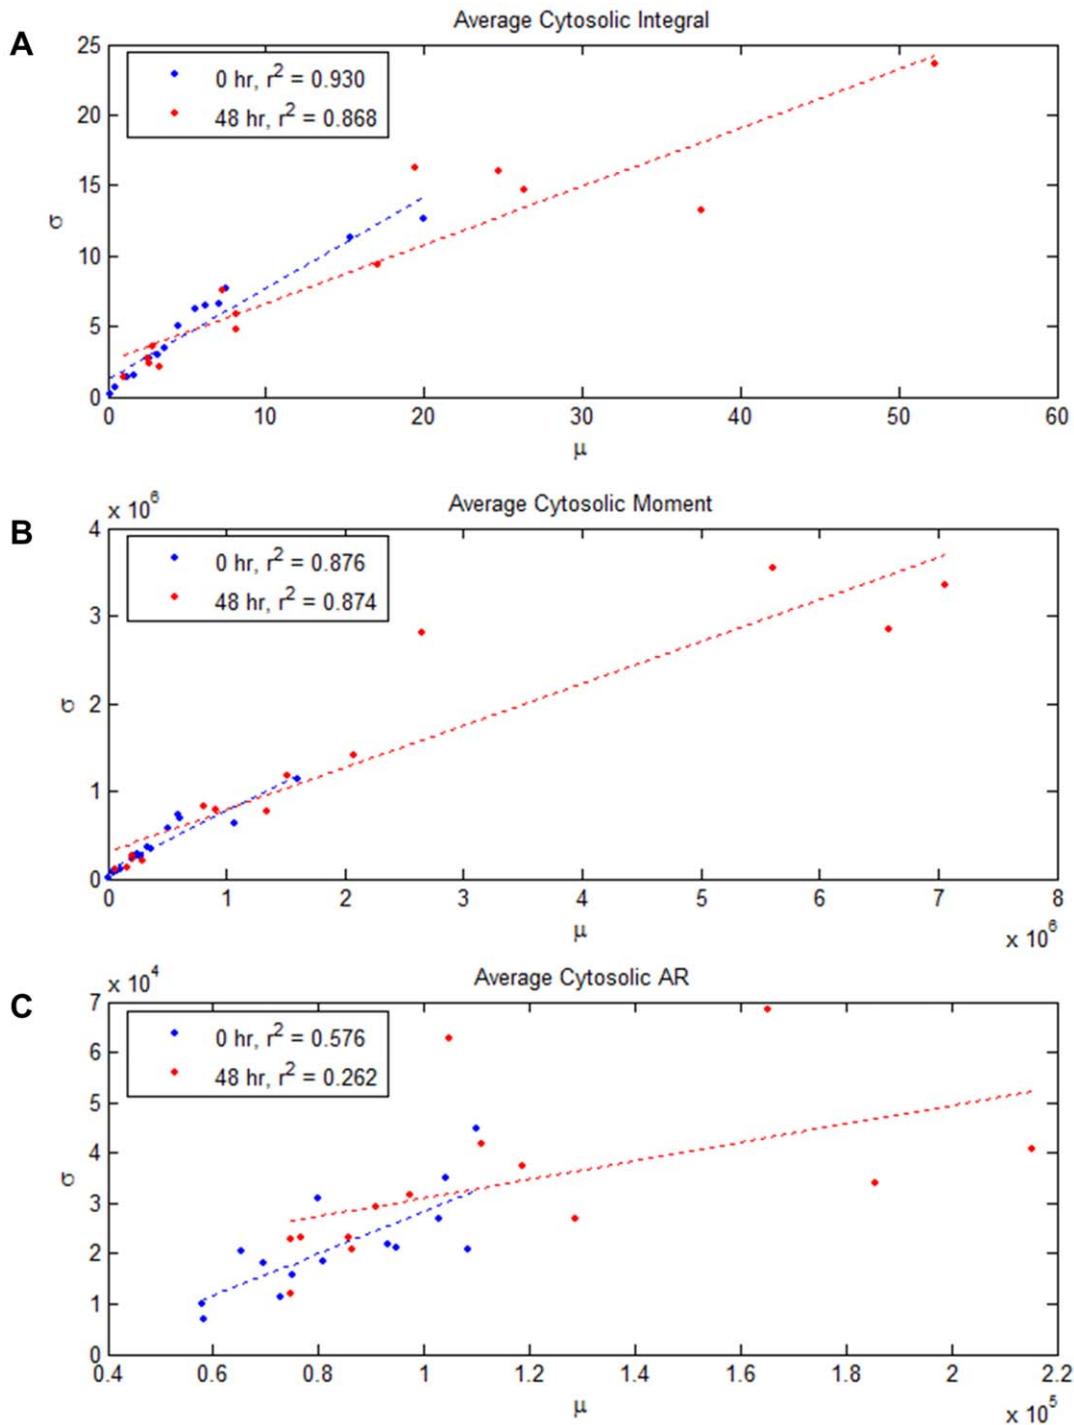 A
Average Cytosolic Integral
25
20
15
10
5
0
σ
0 hr, r² = 0.930
48 hr, r² = 0.868
0 10 20 30 40 50 60
μ
B
x 10⁶
Average Cytosolic Moment
4
3
2
1
0
σ
0 hr, r² = 0.876
48 hr, r² = 0.874
0 1 2 3 4 5 6 7 8
μ
x 10⁶
C
x 10⁴
Average Cytosolic AR
7
6
5
4
3
2
1
0
σ
0 hr, r² = 0.576
48 hr, r² = 0.262
0.4 0.6 0.8 1 1.2 1.4 1.6 1.8 2 2.2
μ
x 10⁵